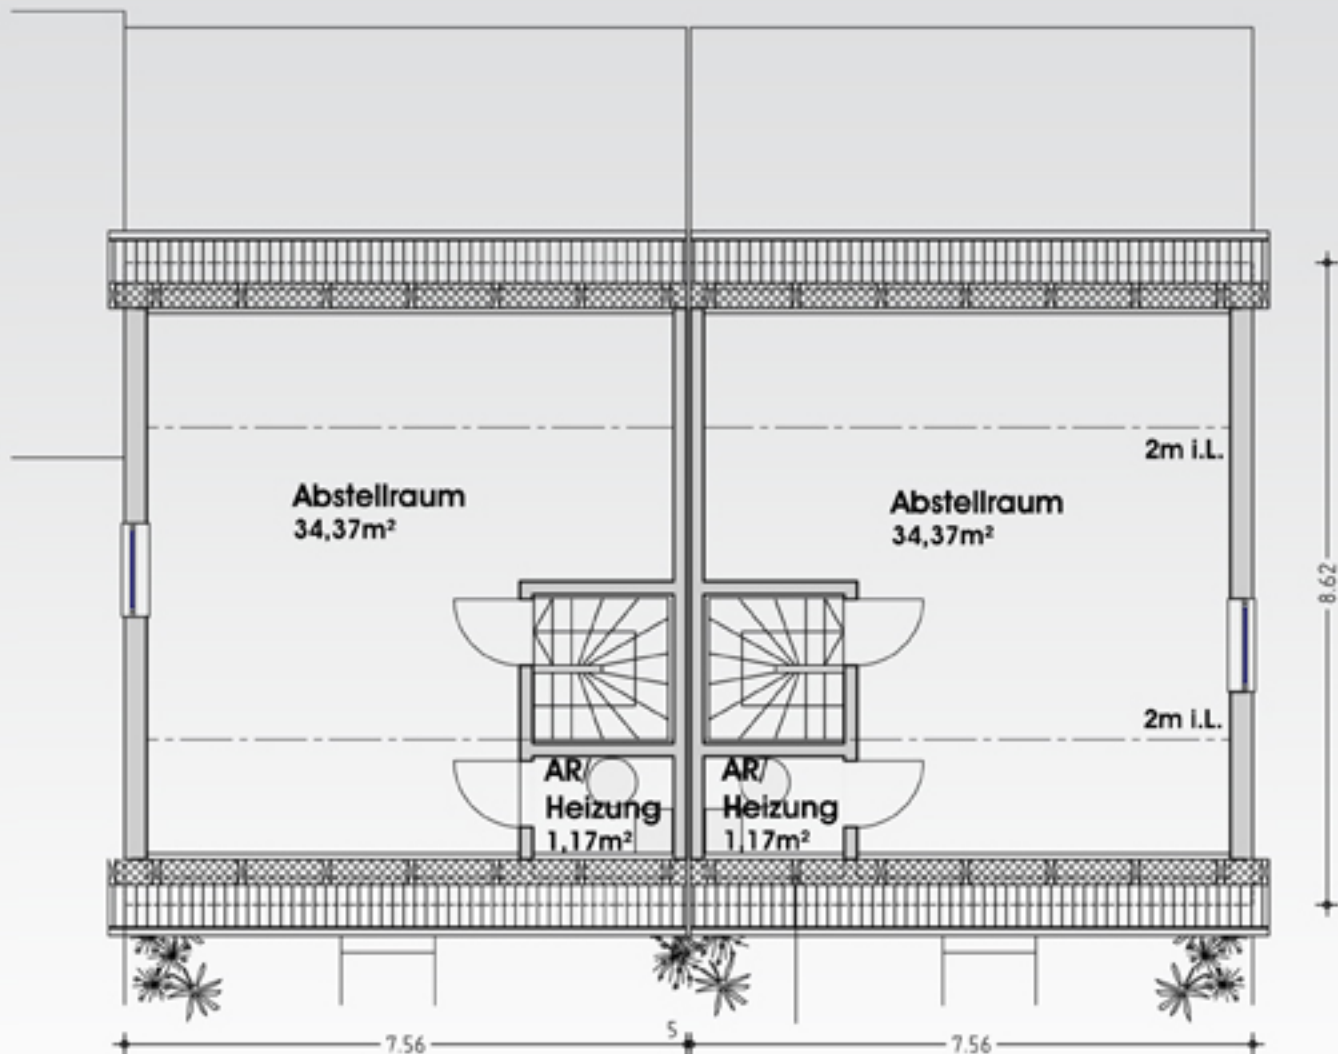 2m i.L.
Abstellraum
34,37m²
Abstellraum
34,37m²
8.62
2m i.L.
AR/
Heizung
1,17m²
AR/
Heizung
1,17m²
7.56
5
7.56